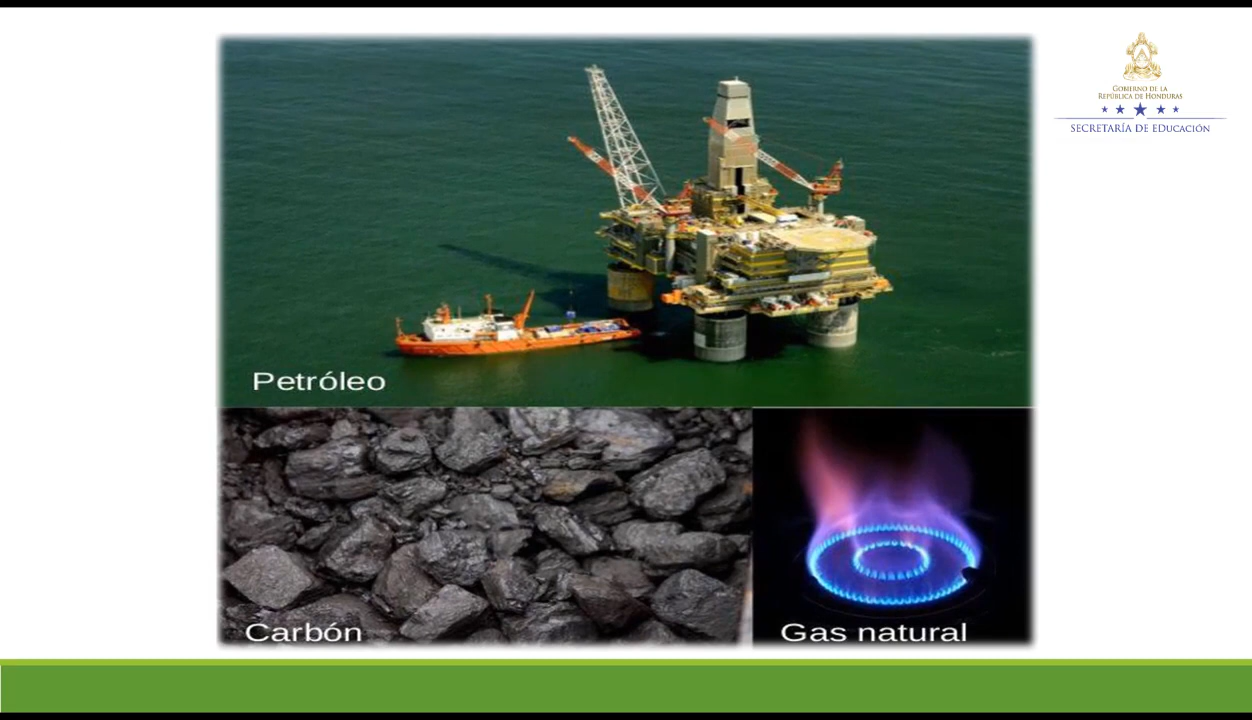 GOBIERNO DE LA
REPÚBLICA DE HONDURAS
SECRETARÍA DE EDUCACIÓN
Petróleo
Carbón
Gas natural